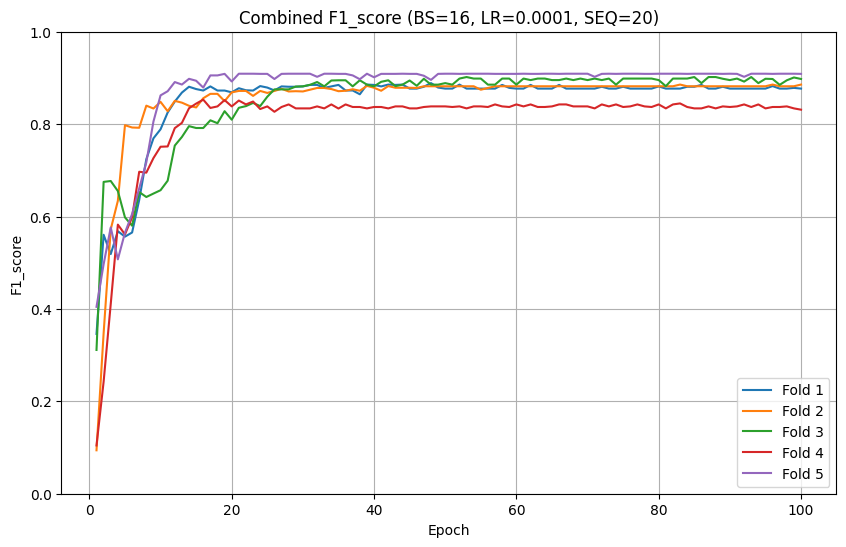 Combined F1_score (BS=16, LR=0.0001, SEQ=20)
F1_score
1.0
0.8
0.6
0.4
0.2
0.0
0 20 40 60 80 100
Epoch
Fold 1
Fold 2
Fold 3
Fold 4
Fold 5